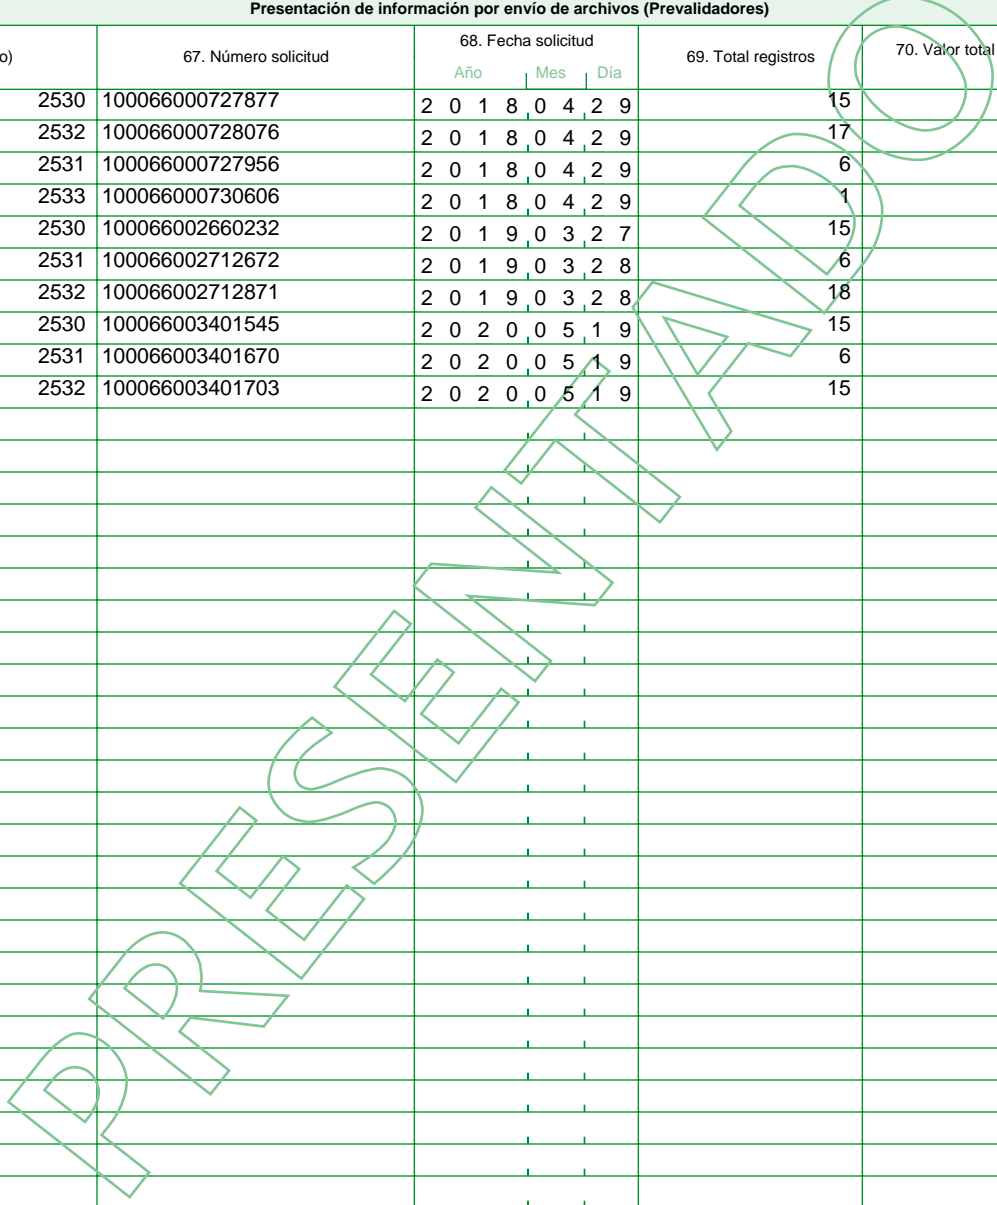 Presentación de información por envío de archivos (Prevalidadores)
o) 67. Número solicitud 68. Fecha solicitud 69. Total registros 70. Valor total
Año Mes Día
2530 100066000727877 2 0 1 8 0 4 2 9 15
2532 100066000728076 2 0 1 8 0 4 2 9 17
2531 100066000727956 2 0 1 8 0 4 2 9 6
2533 100066000730606 2 0 1 8 0 4 2 9 1
2530 100066002660232 2 0 1 9 0 3 2 7 15
2531 100066002712672 2 0 1 9 0 3 2 8 6
2532 100066002712871 2 0 1 9 0 3 2 8 18
2530 100066003401545 2 0 2 0 0 5 1 9 15
2531 100066003401670 2 0 2 0 0 5 1 9 6
2532 100066003401703 2 0 2 0 0 5 1 9 15
PRESENTADO